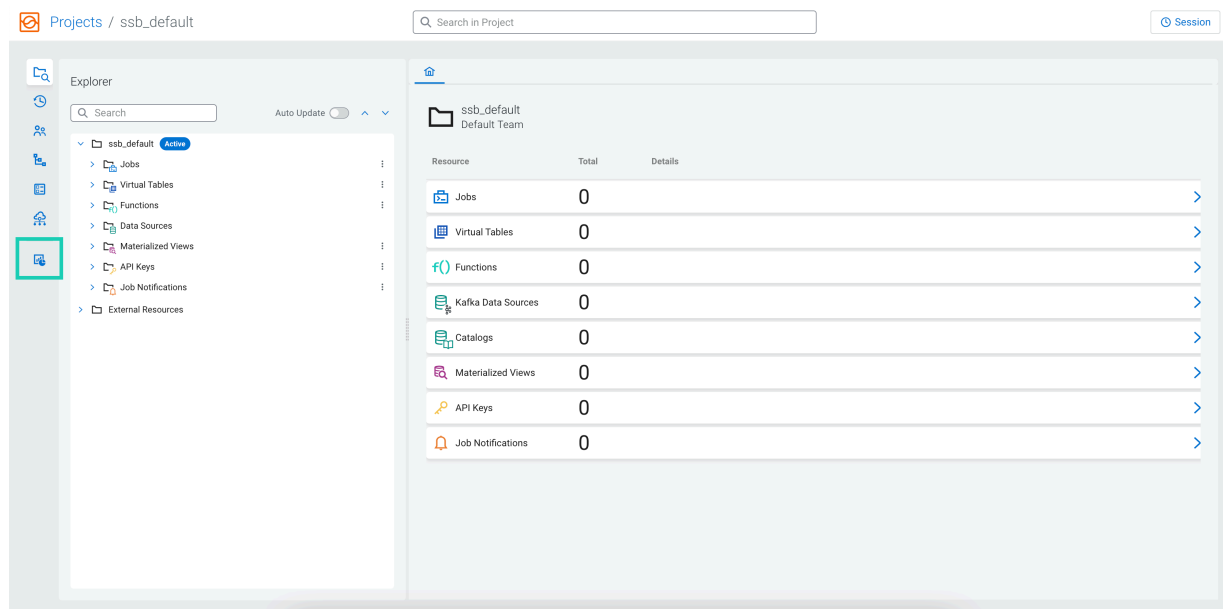 Projects / ssb_default
Search in Project
Session
Explorer
Search
Auto Update
ssb_default Active
Jobs
Virtual Tables
Functions
Data Sources
Materialized Views
API Keys
Job Notifications
External Resources
ssb_default
Default Team
Resource Total Details
Jobs 0
Virtual Tables 0
f() Functions 0
Kafka Data Sources 0
Catalogs 0
Materialized Views 0
API Keys 0
Job Notifications 0